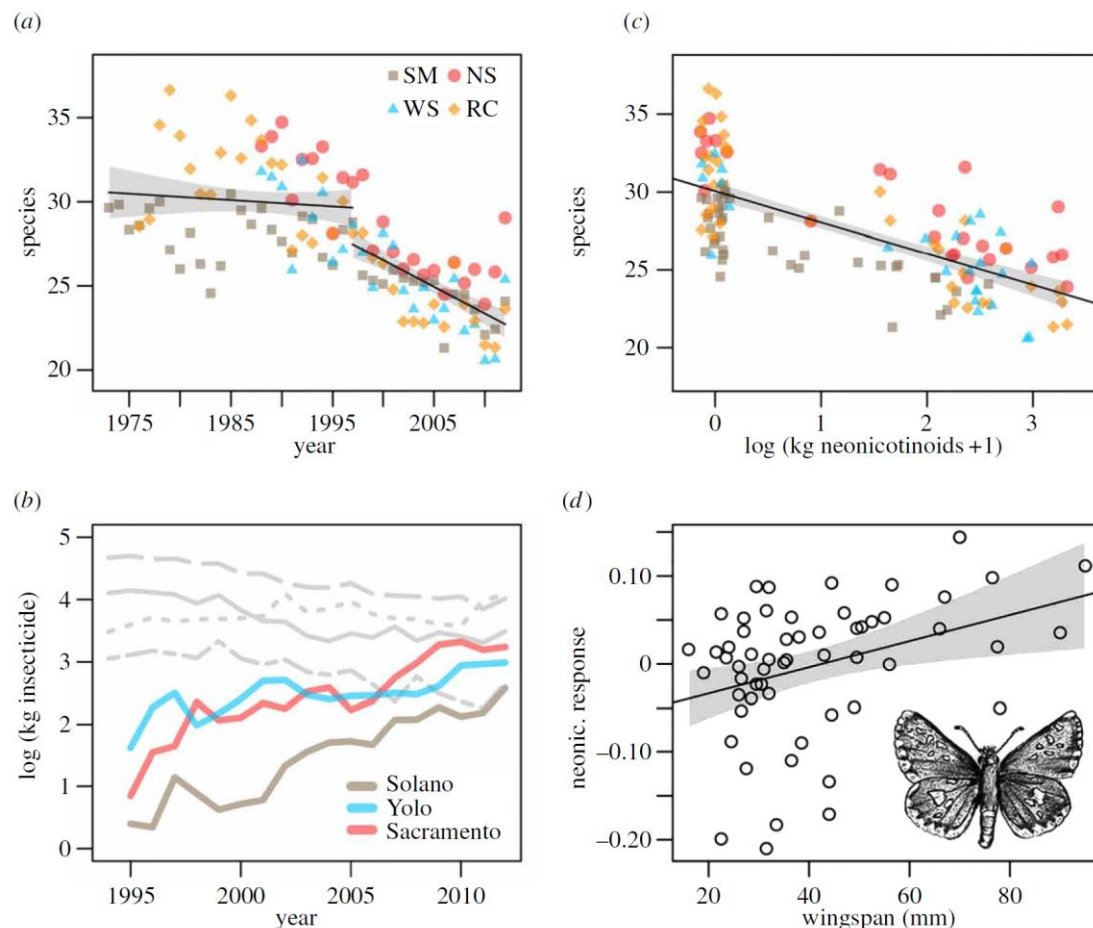 (a)
35
30
25
20
species
1975 1985 1995 2005
year
SM NS
WS RC
(c)
35
30
25
20
species
0 1 2 3
log (kg neonicotinoids +1)
(b)
5
4
3
2
1
0
log (kg insecticide)
1995 2000 2005 2010
year
Solano
Yolo
Sacramento
(d)
0.10
0
−0.10
−0.20
neonic. response
20 40 60 80
wingspan (mm)